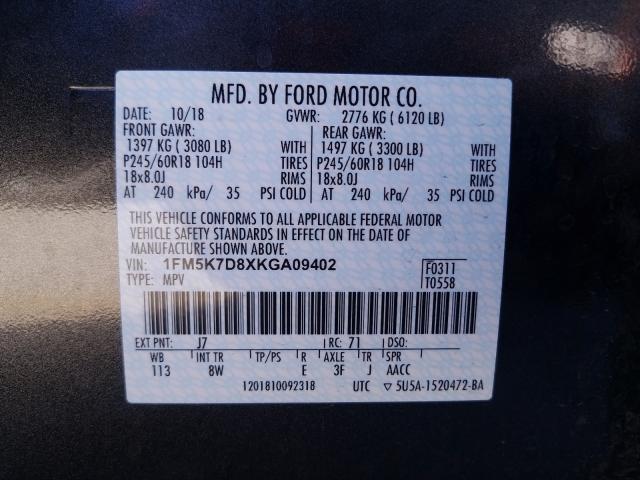 MFD. BY FORD MOTOR CO.
DATE: 10/18 GVWR: 2776 KG ( 6120 LB)
FRONT GAWR: REAR GAWR:
1397 KG ( 3080 LB) WITH 1497 KG ( 3300 LB) WITH
P245/60R18 104H TIRES P245/60R18 104H TIRES
18x8.0J RIMS 18x8.0J RIMS
AT 240 kPa/ 35 PSI COLD AT 240 kPa/ 35 PSI COLD
THIS VEHICLE CONFORMS TO ALL APPLICABLE FEDERAL MOTOR
VEHICLE SAFETY STANDARDS IN EFFECT ON THE DATE OF
MANUFACTURE SHOWN ABOVE.
VIN: 1FM5K7D8XKGA09402 F0311
TYPE: MPV T0558
EXT PNT: J7 RC: 71 DSO:
WB INT TR TP/PS R AXLE TR SPR
113 8W E 3F J AACC
1201810092318 UTC ▽ 5U5A-1520472-BA